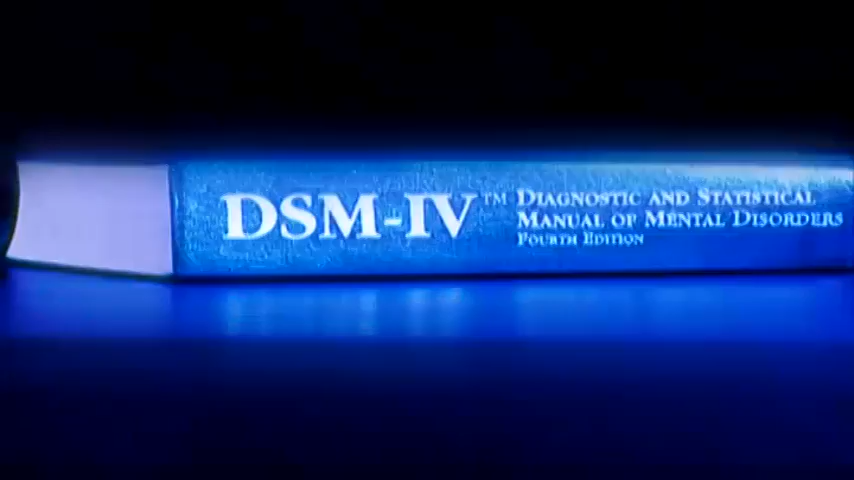 DSM-IV™
DIAGNOSTIC AND STATISTICAL
MANUAL OF MENTAL DISORDERS
FOURTH EDITION